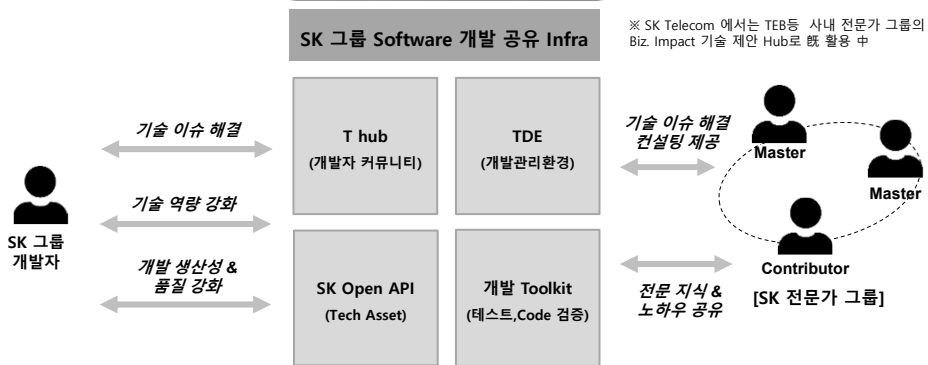 SK 그룹 Software 개발 공유 Infra
※ SK Telecom 에서는 TEB등 사내 전문가 그룹의
Biz. Impact 기술 제안 Hub로 旣 활용 中
기술 이슈 해결
기술 역량 강화
개발 생산성 &
품질 강화
SK 그룹
개발자
T hub
(개발자 커뮤니티)
TDE
(개발관리환경)
SK Open API
(Tech Asset)
개발 Toolkit
(테스트,Code 검증)
기술 이슈 해결
컨설팅 제공
전문 지식 &
노하우 공유
Master
Master
Contributor
[SK 전문가 그룹]